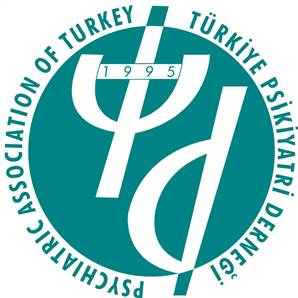 PSYCHIATRIC ASSOCIATION OF TURKEY
TÜRKİYE PSİKİYATRİ DERNEĞİ
1995